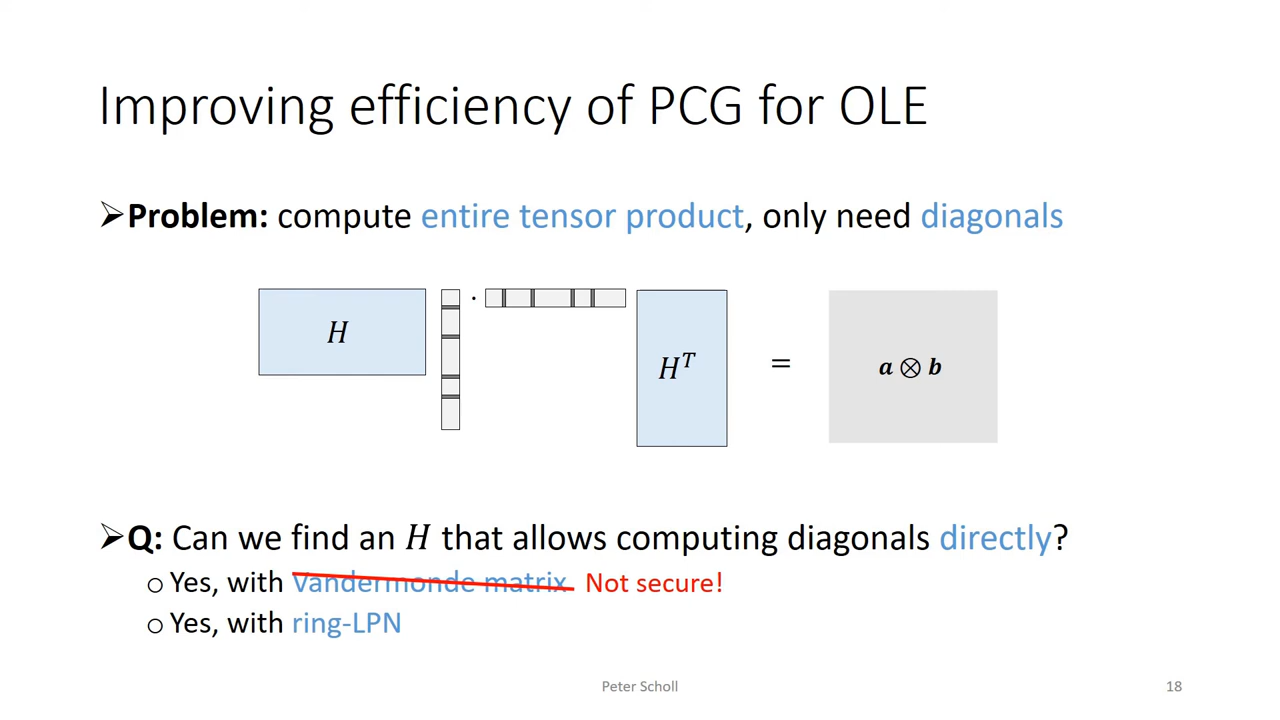 Improving efficiency of PCG for OLE
➢Problem: compute entire tensor product, only need diagonals
H
·
H^T
=
a ⊗ b
➢Q: Can we find an H that allows computing diagonals directly?
o Yes, with Vandermonde matrix Not secure!
o Yes, with ring-LPN
Peter Scholl
18